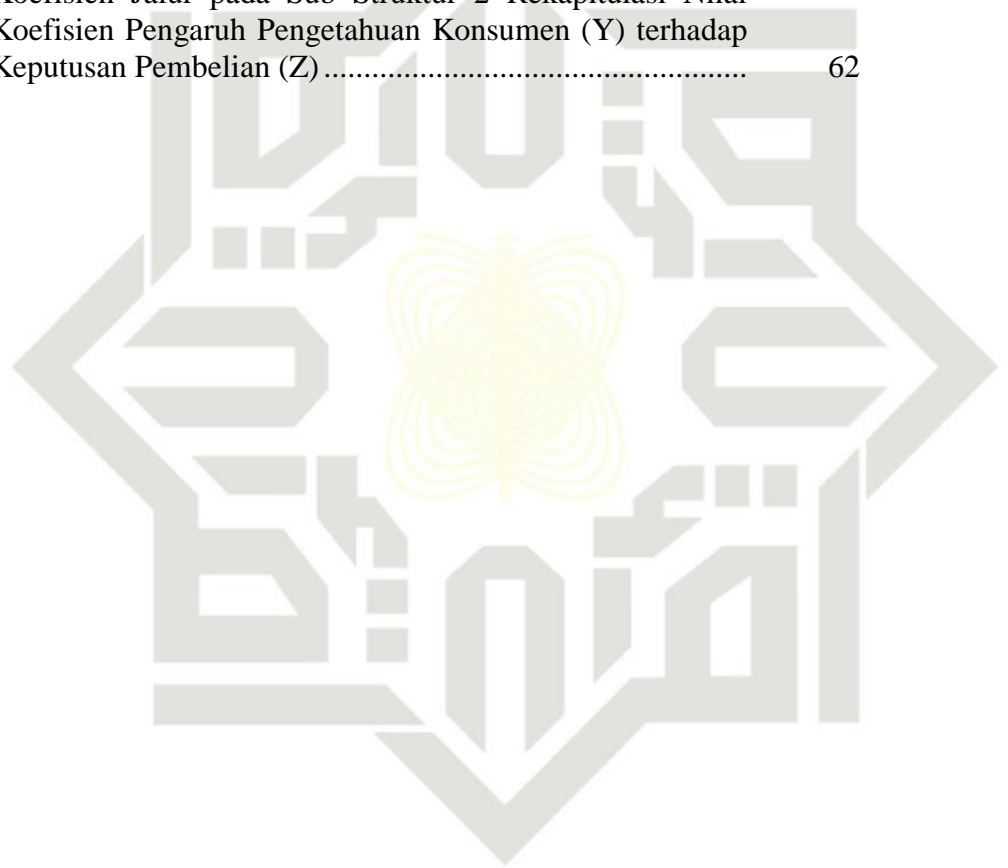 Koefisien Jalur pada Sub Struktur 2 Rekapitulasi Nilai
Koefisien Pengaruh Pengetahuan Konsumen (Y) terhadap
Keputusan Pembelian (Z) ..................................................... 62